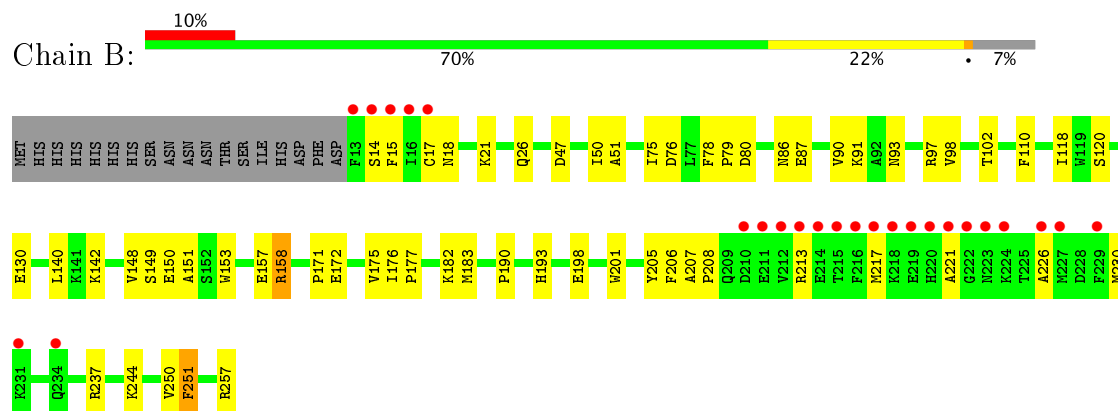 10%
Chain B:
70% 22% • 7%
MET HIS HIS HIS HIS HIS HIS SER ASN ASN ASN THR SER ILE HIS ASP PHE ASP F13 S14 F15 I16 C17 N18 K21 Q26 D47 I50 A51 I75 D76 L77 F78 P79 D80 N86 E87 V90 K91 A92 N93 R97 V98 T102 F110 I118 W119 S120
E130 L140 K141 K142 V148 S149 E150 A151 S152 W153 E157 R158 P171 E172 V175 I176 P177 K182 M183 P190 H193 E198 W201 Y205 F206 A207 P208 Q209 D210 E211 V212 R213 E214 T215 F216 M217 K218 E219 H220 A221 G222 N223 K224 T225 A226 M227 D228 F229 M230
K231 Q234 R237 K244 V250 F251 R257